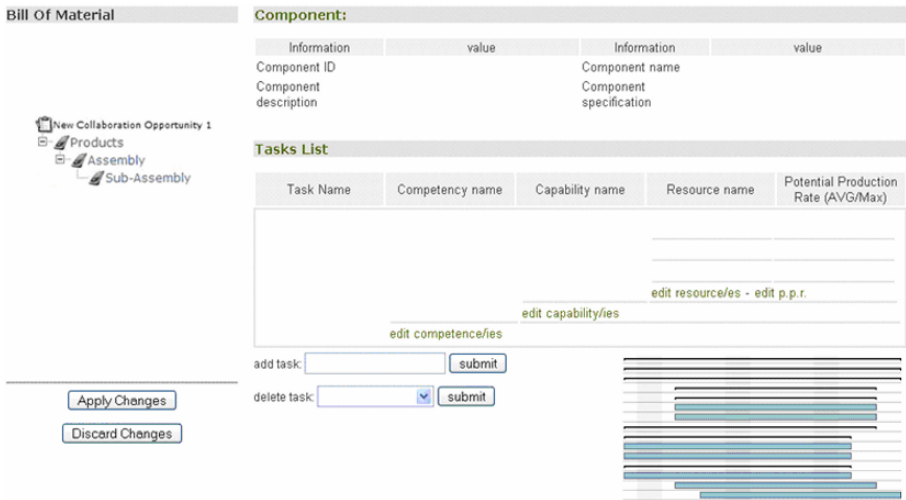 Bill Of Material
New Collaboration Opportunity 1
Products
Assembly
Sub-Assembly
Apply Changes
Discard Changes
Component:
Information value Information value
Component ID Component name
Component description Component specification
Tasks List
Task Name Competency name Capability name Resource name Potential Production Rate (AVG/Max)
edit resource/es - edit p.p.r.
edit capability/ies
edit competence/ies
add task: submit
delete task: submit